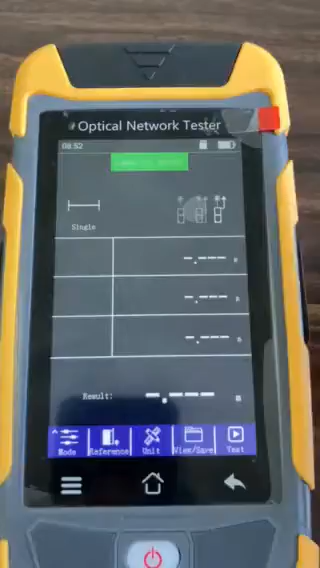 Optical Network Tester
08:52
Single
-.--- m
-.--- m
-.--- m
Result: -.--- m
Mode Reference Unit View/Save Test